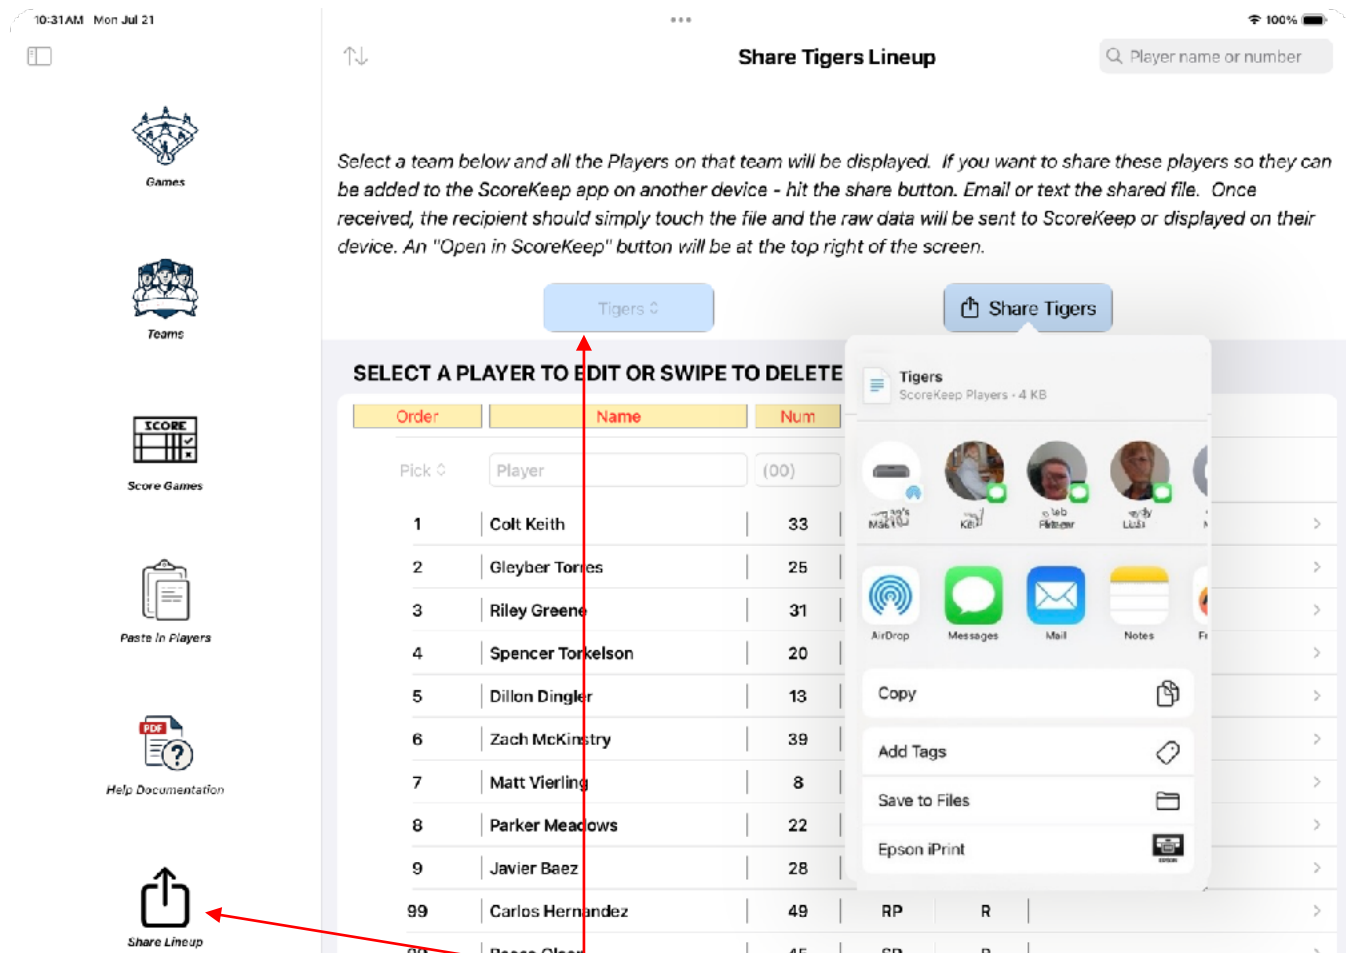 10:31 AM Mon Jul 21
100%
Share Tigers Lineup
Player name or number
Games
Teams
SCORE
Score Games
Paste In Players
PDF
?
Help Documentation
Share Lineup
Select a team below and all the Players on that team will be displayed. If you want to share these players so they can
be added to the ScoreKeep app on another device - hit the share button. Email or text the shared file. Once
received, the recipient should simply touch the file and the raw data will be sent to ScoreKeep or displayed on their
device. An "Open in ScoreKeep" button will be at the top right of the screen.
Tigers
Share Tigers
SELECT A PLAYER TO EDIT OR SWIPE TO DELETE
Order Name Num
Pick Player (00)
1 Colt Keith 33
2 Gleyber Torres 25
3 Riley Greene 31
4 Spencer Torkelson 20
5 Dillon Dingler 13
6 Zach McKinstry 39
7 Matt Vierling 8
8 Parker Meadows 22
9 Javier Baez 28
99 Carlos Hernandez 49 RP R
Tigers
ScoreKeep Players · 4 KB
AirDrop Messages Mail Notes
Copy
Add Tags
Save to Files
Epson iPrint
EPSON